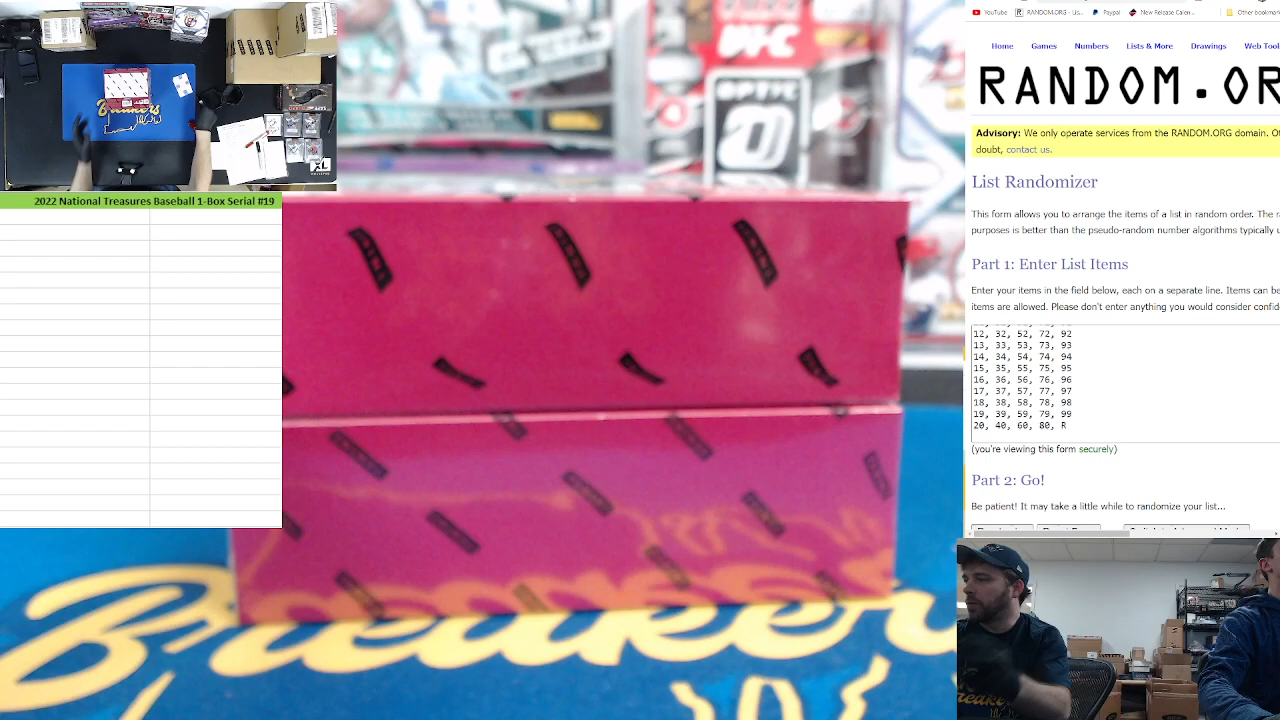 2022 National Treasures Baseball 1-Box Serial #19
UFC
OPTIC
Breakers
YouTube
RANDOM.ORG - Lis...
Paypal
New Release Calen...
Other bookmar
Home
Games
Numbers
Lists & More
Drawings
Web Tool
RANDOM.OR
Advisory: We only operate services from the RANDOM.ORG domain. O
doubt, contact us.
List Randomizer
This form allows you to arrange the items of a list in random order. The ra
purposes is better than the pseudo-random number algorithms typically u
Part 1: Enter List Items
Enter your items in the field below, each on a separate line. Items can be
items are allowed. Please don't enter anything you would consider confid
12, 32, 52, 72, 92
13, 33, 53, 73, 93
14, 34, 54, 74, 94
15, 35, 55, 75, 95
16, 36, 56, 76, 96
17, 37, 57, 77, 97
18, 38, 58, 78, 98
19, 39, 59, 79, 99
20, 40, 60, 80, R
(you're viewing this form securely)
Part 2: Go!
Be patient! It may take a little while to randomize your list...